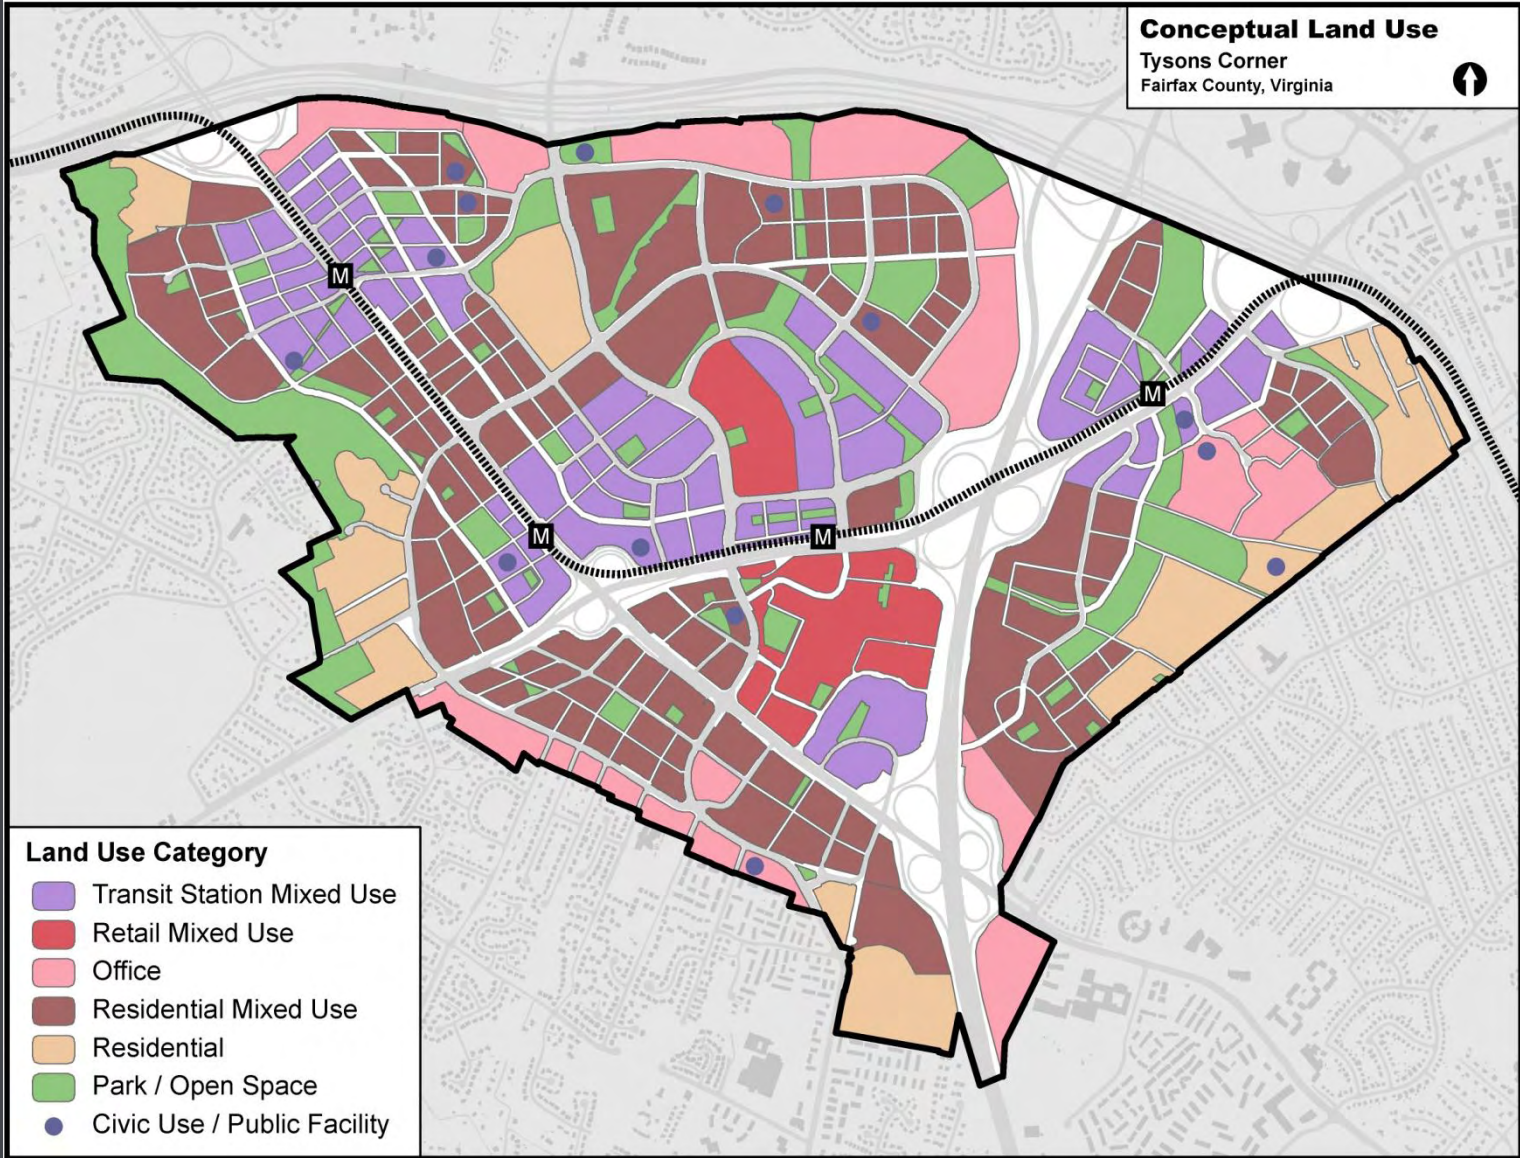 Conceptual Land Use
Tysons Corner
Fairfax County, Virginia
M
M
M
M
Land Use Category
Transit Station Mixed Use
Retail Mixed Use
Office
Residential Mixed Use
Residential
Park / Open Space
Civic Use / Public Facility